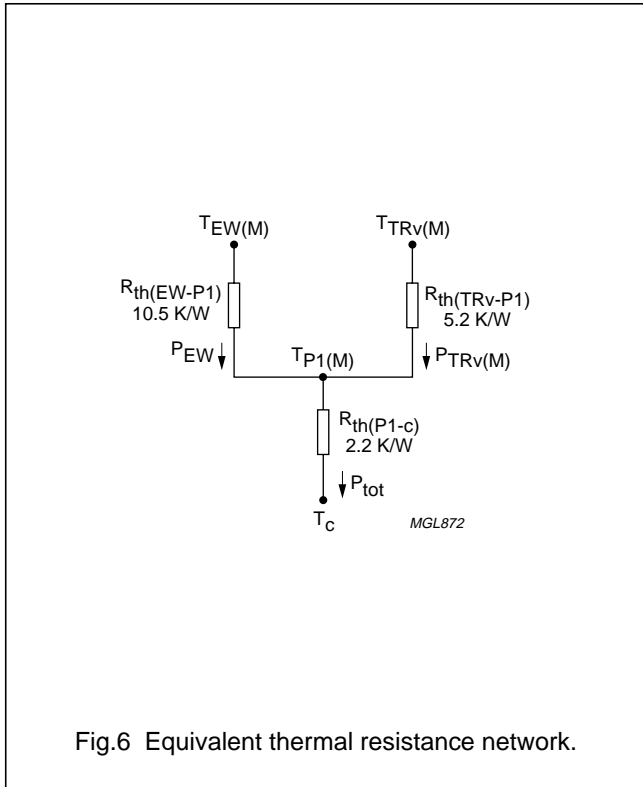 TEW(M)
TTRv(M)
Rth(EW-P1)
10.5 K/W
Rth(TRv-P1)
5.2 K/W
PEW
TP1(M)
PTRv(M)
Rth(P1-c)
2.2 K/W
Ptot
Tc
MGL872
Fig.6 Equivalent thermal resistance network.